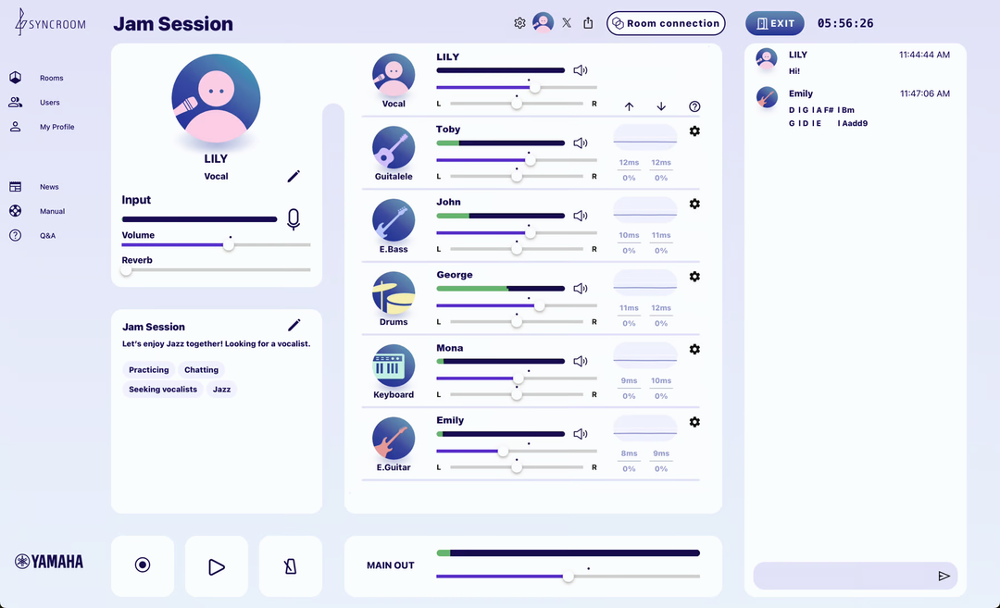 SYNCROOM
Jam Session
Room connection
EXIT
05:56:26
Rooms
Users
My Profile
News
Manual
Q&A
YAMAHA
LILY
Vocal
Input
Volume
Reverb
Jam Session
Let's enjoy Jazz together! Looking for a vocalist.
Practicing Chatting
Seeking vocalists Jazz
LILY
Vocal
L R
Toby
Guitalele
L R
12ms 12ms
0% 0%
John
E.Bass
L R
10ms 11ms
0% 0%
George
Drums
L R
11ms 12ms
0% 0%
Mona
Keyboard
L R
9ms 10ms
0% 0%
Emily
E.Guitar
L R
8ms 9ms
0% 0%
MAIN OUT
LILY 11:44:44 AM
Hi!
Emily 11:47:06 AM
D I G I A F# I Bm
G I D I E I Aadd9